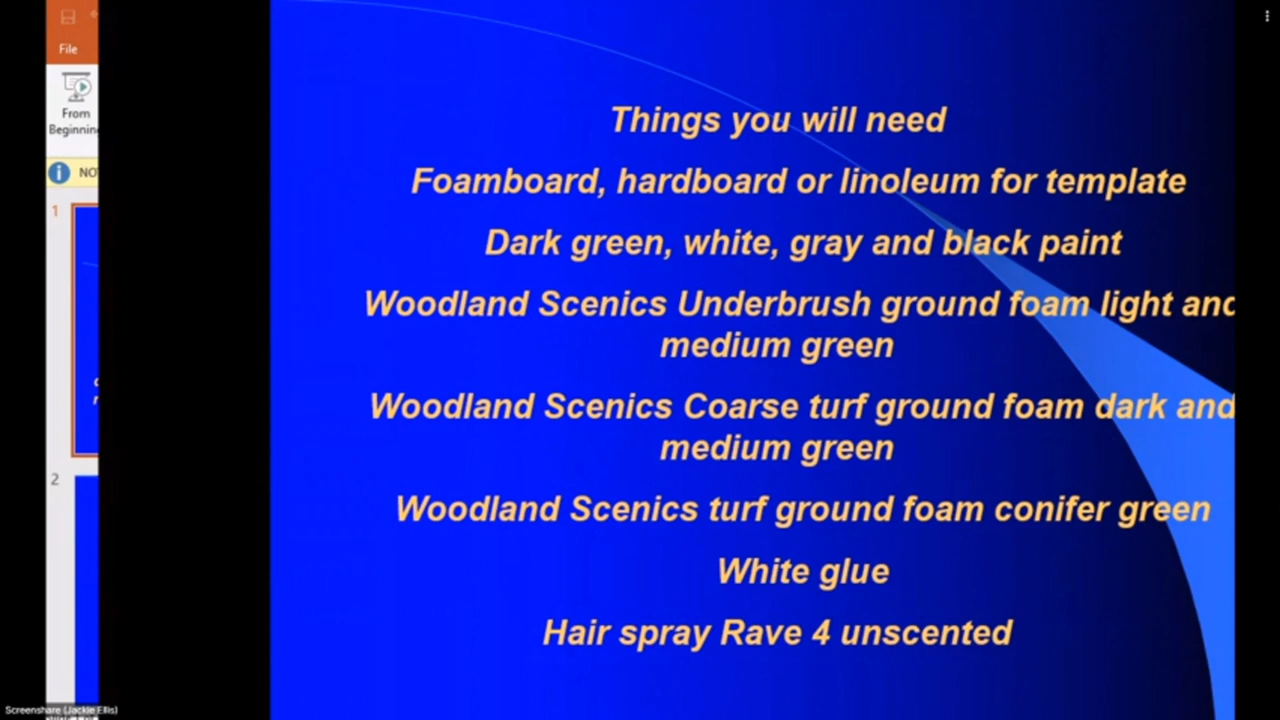 File
From
Beginning
1
2
Things you will need
Foamboard, hardboard or linoleum for template
Dark green, white, gray and black paint
Woodland Scenics Underbrush ground foam light and
medium green
Woodland Scenics Coarse turf ground foam dark and
medium green
Woodland Scenics turf ground foam conifer green
White glue
Hair spray Rave 4 unscented
Screenshare (Jackie Ellis)